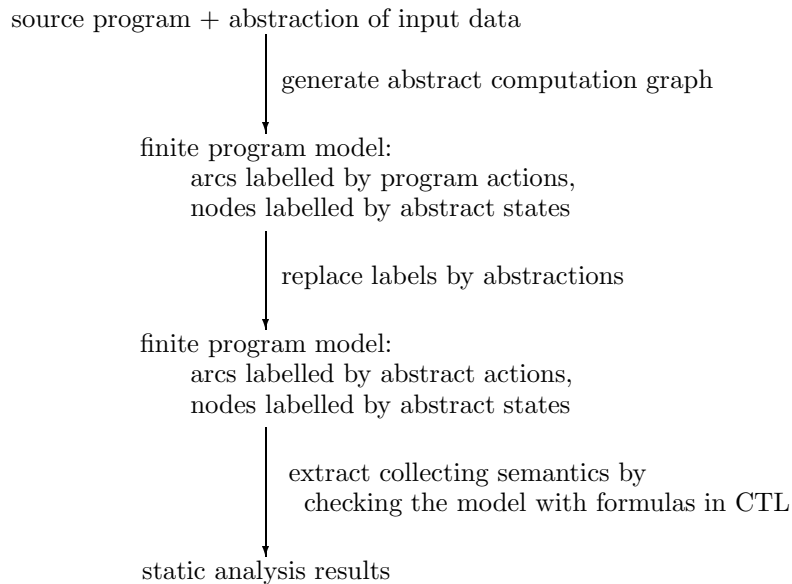 source program + abstraction of input data
generate abstract computation graph
finite program model:
arcs labelled by program actions,
nodes labelled by abstract states
replace labels by abstractions
finite program model:
arcs labelled by abstract actions,
nodes labelled by abstract states
extract collecting semantics by
checking the model with formulas in CTL
static analysis results